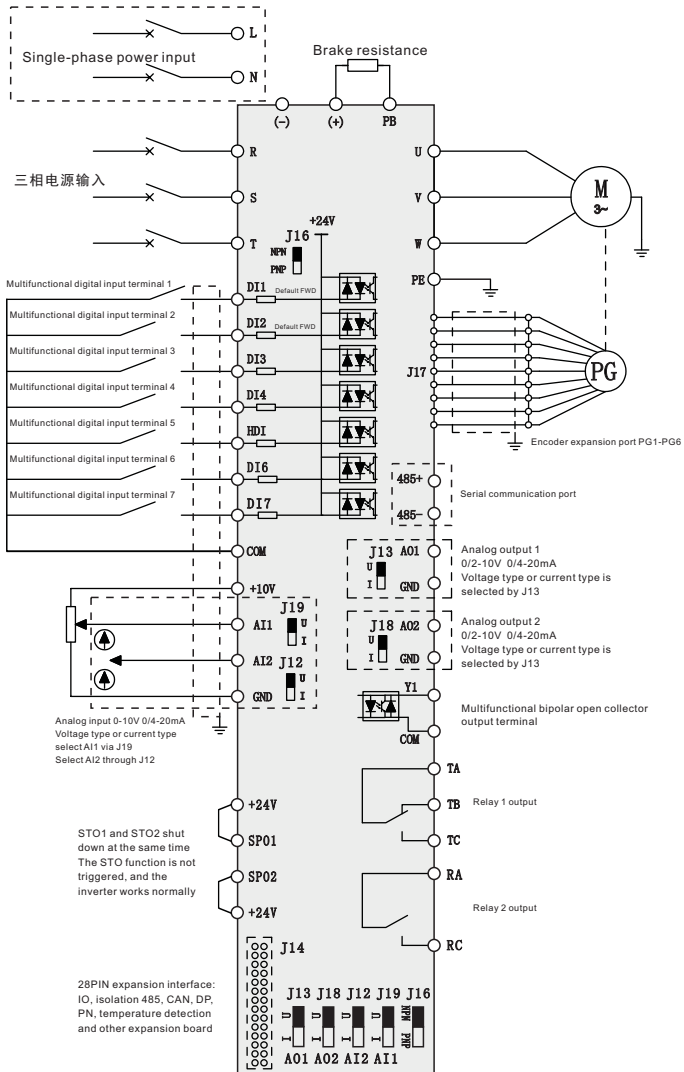 L
Single-phase power input
N
Brake resistance
(-)
(+)
PB
R
三相电源输入
S
T
U
V
W
M
3~
PE
+24V
J16
NPN
PNP
Multifunctional digital input terminal 1
DI1
Default FWD
Multifunctional digital input terminal 2
DI2
Default FWD
Multifunctional digital input terminal 3
DI3
Multifunctional digital input terminal 4
DI4
Multifunctional digital input terminal 5
HDI
Multifunctional digital input terminal 6
DI6
Multifunctional digital input terminal 7
DI7
COM
J17
PG
Encoder expansion port PG1-PG6
485+
485-
Serial communication port
J13
AO1
U
I
GND
Analog output 1
0/2-10V 0/4-20mA
Voltage type or current type is
selected by J13
J18
AO2
U
I
GND
Analog output 2
0/2-10V 0/4-20mA
Voltage type or current type is
selected by J13
+10V
J19
AI1
U
I
AI2
J12
U
I
GND
Analog input 0-10V 0/4-20mA
Voltage type or current type
select AI1 via J19
Select AI2 through J12
Y1
COM
Multifunctional bipolar open collector
output terminal
TA
TB
Relay 1 output
TC
RA
Relay 2 output
RC
+24V
SP01
SP02
+24V
STO1 and STO2 shut
down at the same time
The STO function is not
triggered, and the
inverter works normally
J14
28PIN expansion interface:
IO, isolation 485, CAN, DP,
PN, temperature detection
and other expansion board
J13 J18 J12 J19 J16
U U U U NPN
I I I I PNP
AO1 AO2 AI2 AI1